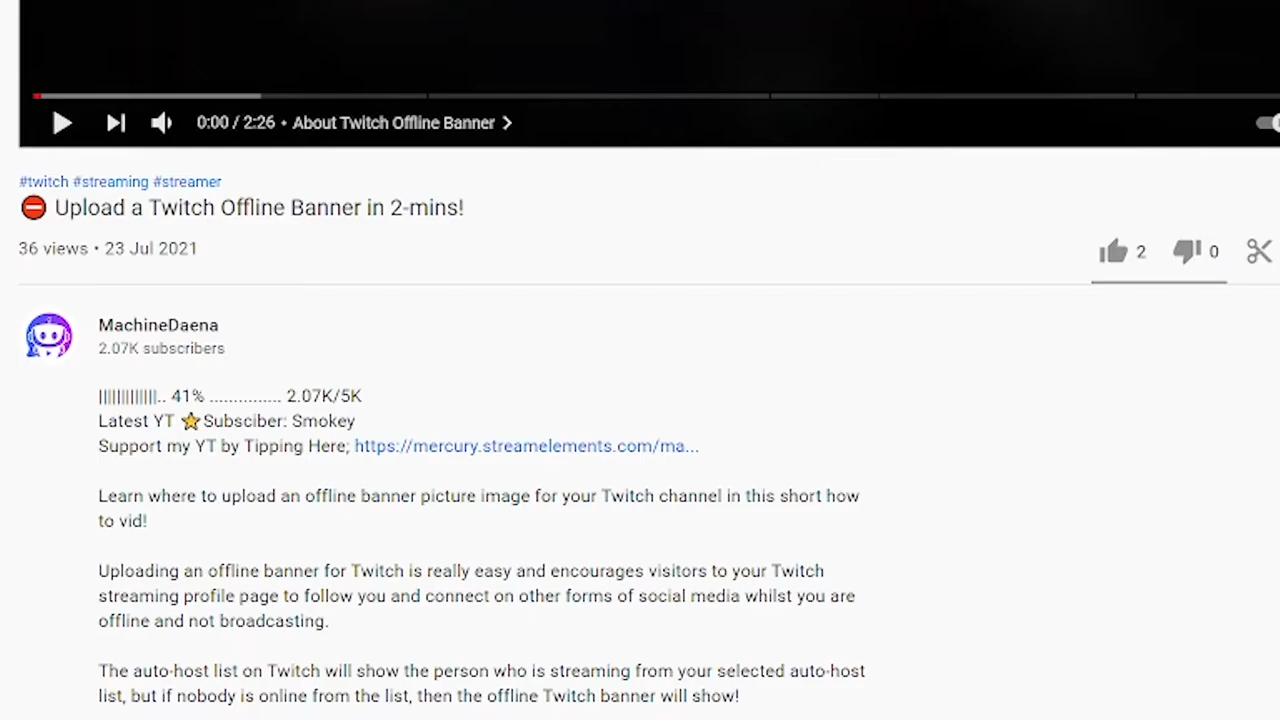 0:00 / 2:26 • About Twitch Offline Banner >
#twitch #streaming #streamer
⛔ Upload a Twitch Offline Banner in 2-mins!
36 views • 23 Jul 2021
2 0
MachineDaena
2.07K subscribers
|||||||||||||.. 41% ............... 2.07K/5K
Latest YT ⭐Subsciber: Smokey
Support my YT by Tipping Here; https://mercury.streamelements.com/ma...
Learn where to upload an offline banner picture image for your Twitch channel in this short how
to vid!
Uploading an offline banner for Twitch is really easy and encourages visitors to your Twitch
streaming profile page to follow you and connect on other forms of social media whilst you are
offline and not broadcasting.
The auto-host list on Twitch will show the person who is streaming from your selected auto-host
list, but if nobody is online from the list, then the offline Twitch banner will show!